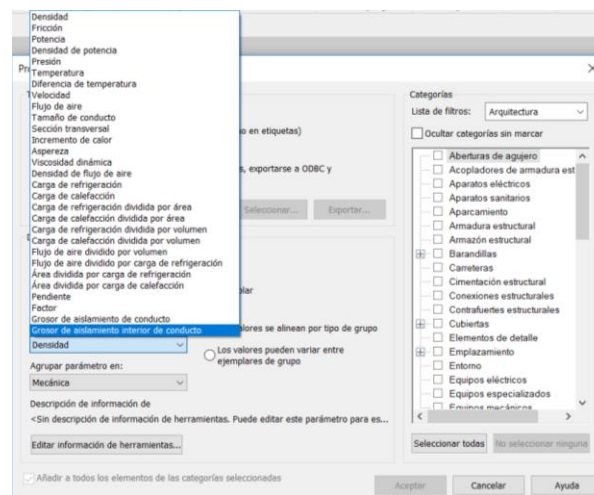 Densidad
Fricción
Potencia
Densidad de potencia
Presión
Temperatura
Diferencia de temperatura
Velocidad
Flujo de aire
Tamaño de conducto
Sección transversal
Incremento de calor
Aspereza
Viscosidad dinámica
Densidad de flujo de aire
Carga de refrigeración
Carga de calefacción
Carga de refrigeración dividida por área
Carga de calefacción dividida por área
Carga de refrigeración dividida por volumen
Carga de calefacción dividida por volumen
Flujo de aire dividido por volumen
Flujo de aire dividido por carga de refrigeración
Área dividida por carga de refrigeración
Área dividida por carga de calefacción
Pendiente
Factor
Grosor de aislamiento de conducto
Grosor de aislamiento interior de conducto
Densidad
Agrupar parámetro en:
Mecánica
Descripción de información de
<Sin descripción de información de herramientas. Puede editar este parámetro para es...
Editar información de herramientas...
Añadir a todos los elementos de las categorías seleccionadas
en etiquetas)
exportarse a ODBC y
Seleccionar...
Exportar...
alores se alinean por tipo de grupo
Los valores pueden variar entre
ejemplares de grupo
Categorías
Lista de filtros: Arquitectura
Ocultar categorías sin marcar
Aberturas de agujero
Acopladores de armadura est
Aparatos eléctricos
Aparatos sanitarios
Aparcamiento
Armadura estructural
Armazón estructural
Barandillas
Carreteras
Cimentación estructural
Conexiones estructurales
Contrafuertes estructurales
Cubiertas
Elementos de detalle
Emplazamiento
Entorno
Equipos eléctricos
Equipos especializados
Equipos mecánicos
Seleccionar todas
No seleccionar ninguna
Aceptar
Cancelar
Ayuda